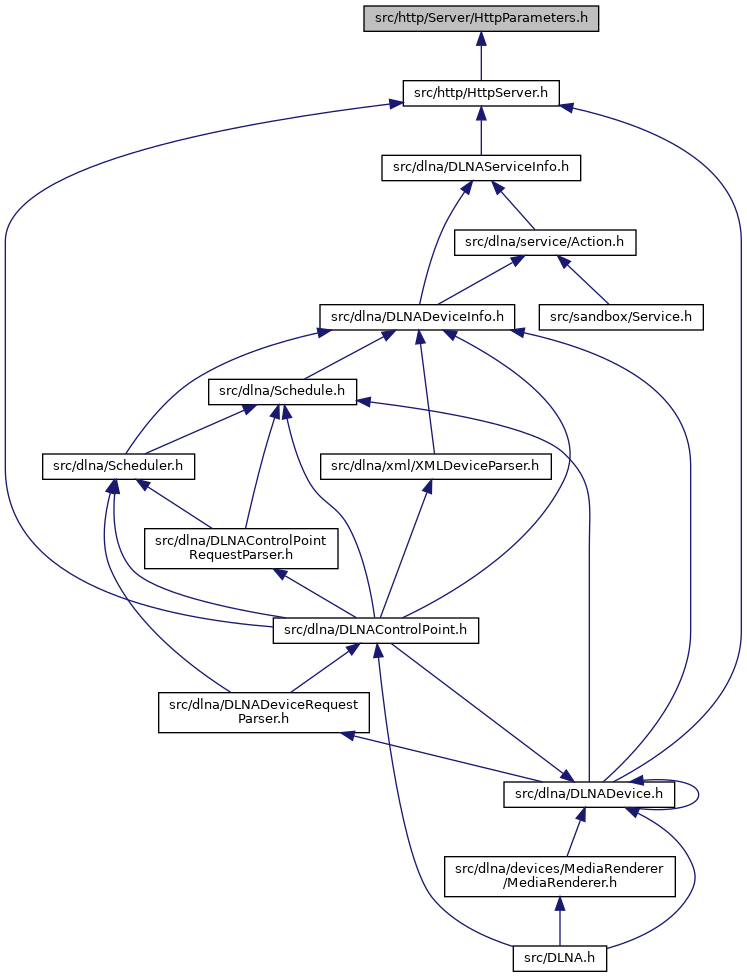 src/http/Server/HttpParameters.h
src/http/HttpServer.h
src/dlna/DLNAServiceInfo.h
src/dlna/service/Action.h
src/dlna/DLNADeviceInfo.h
src/sandbox/Service.h
src/dlna/Schedule.h
src/dlna/Scheduler.h
src/dlna/xml/XMLDeviceParser.h
src/dlna/DLNAControlPoint
RequestParser.h
src/dlna/DLNAControlPoint.h
src/dlna/DLNADeviceRequest
Parser.h
src/dlna/DLNADevice.h
src/dlna/devices/MediaRenderer
/MediaRenderer.h
src/DLNA.h